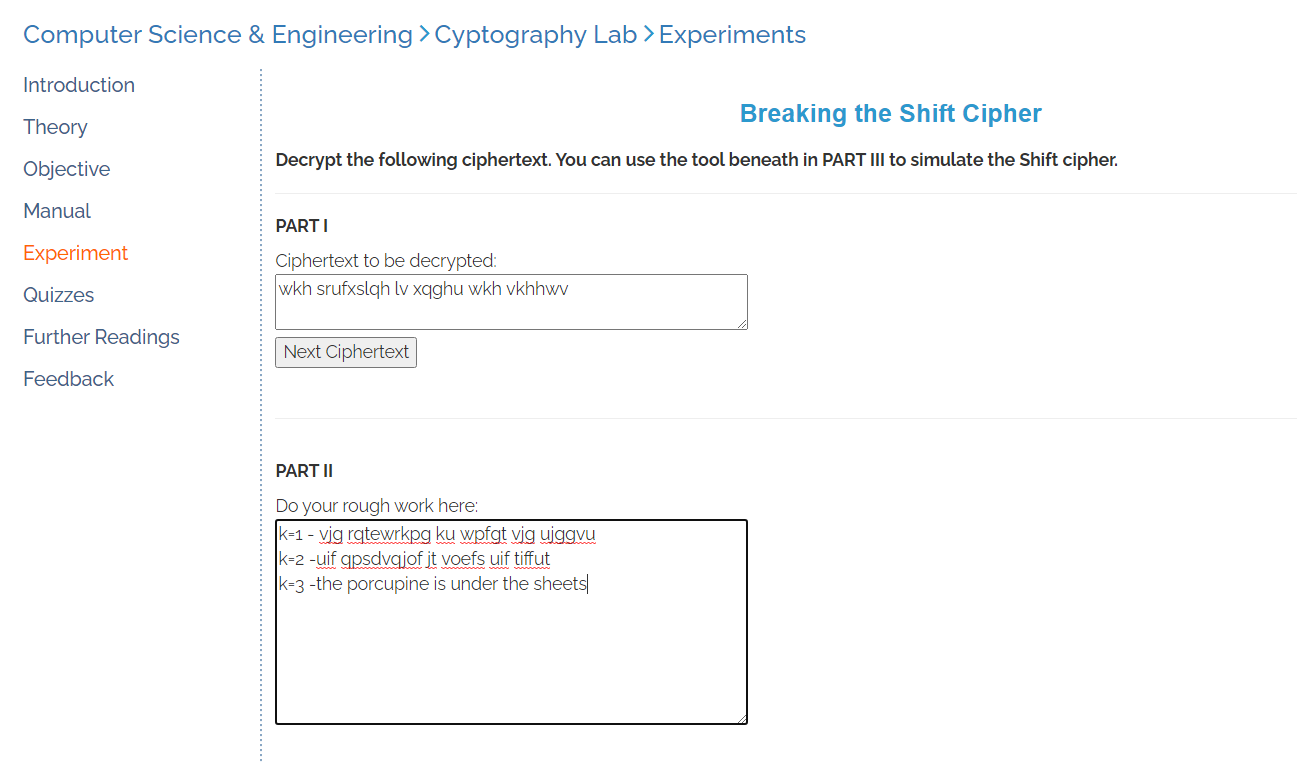 Computer Science & Engineering > Cyptography Lab > Experiments
Introduction
Theory
Objective
Manual
Experiment
Quizzes
Further Readings
Feedback
Breaking the Shift Cipher
Decrypt the following ciphertext. You can use the tool beneath in PART III to simulate the Shift cipher.
PART I
Ciphertext to be decrypted:
wkh srufxslqh lv xqghu wkh vkhhwv
Next Ciphertext
PART II
Do your rough work here:
k=1 - vjg rqtewrkpg ku wpfgt vjg ujggvu
k=2 -uif qpsdvqjof jt voefs uif tiffut
k=3 -the porcupine is under the sheets